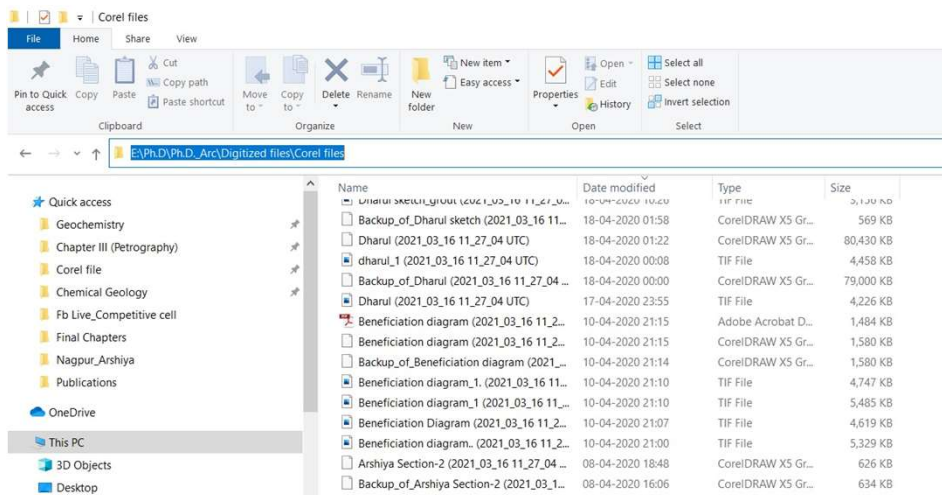 Corel files
File Home Share View
Pin to Quick access Copy Paste Cut Copy path Paste shortcut Move to Copy to Delete Rename New folder New item Easy access Properties Open Edit History Select all Select none Invert selection
Clipboard Organize New Open Select
E:\Ph.D\Ph.D._Arc\Digitized files\Corel files
Name Date modified Type Size
Quick access
Geochemistry
Chapter III (Petrography)
Corel file
Chemical Geology
Fb Live_Competitive cell
Final Chapters
Nagpur_Arshiya
Publications
OneDrive
This PC
3D Objects
Desktop
Backup_of_Dharul sketch (2021_03_16 11... 18-04-2020 01:58 CorelDRAW X5 Gr... 569 KB
Dharul (2021_03_16 11_27_04 UTC) 18-04-2020 01:22 CorelDRAW X5 Gr... 80,430 KB
dharul_1 (2021_03_16 11_27_04 UTC) 18-04-2020 00:08 TIF File 4,458 KB
Backup_of_Dharul (2021_03_16 11_27_04 ... 18-04-2020 00:00 CorelDRAW X5 Gr... 79,000 KB
Dharul (2021_03_16 11_27_04 UTC) 17-04-2020 23:55 TIF File 4,226 KB
Beneficiation diagram (2021_03_16 11_2... 10-04-2020 21:15 Adobe Acrobat D... 1,484 KB
Beneficiation diagram (2021_03_16 11_2... 10-04-2020 21:15 CorelDRAW X5 Gr... 1,580 KB
Backup_of_Beneficiation diagram (2021_... 10-04-2020 21:14 CorelDRAW X5 Gr... 1,580 KB
Beneficiation diagram_1. (2021_03_16 11... 10-04-2020 21:10 TIF File 4,747 KB
Beneficiation diagram_1 (2021_03_16 11_... 10-04-2020 21:10 TIF File 5,485 KB
Beneficiation Diagram (2021_03_16 11_2... 10-04-2020 21:07 TIF File 4,619 KB
Beneficiation diagram.. (2021_03_16 11_2... 10-04-2020 21:00 TIF File 5,329 KB
Arshiya Section-2 (2021_03_16 11_27_04 ... 08-04-2020 18:48 CorelDRAW X5 Gr... 626 KB
Backup_of_Arshiya Section-2 (2021_03_1... 08-04-2020 16:06 CorelDRAW X5 Gr... 634 KB